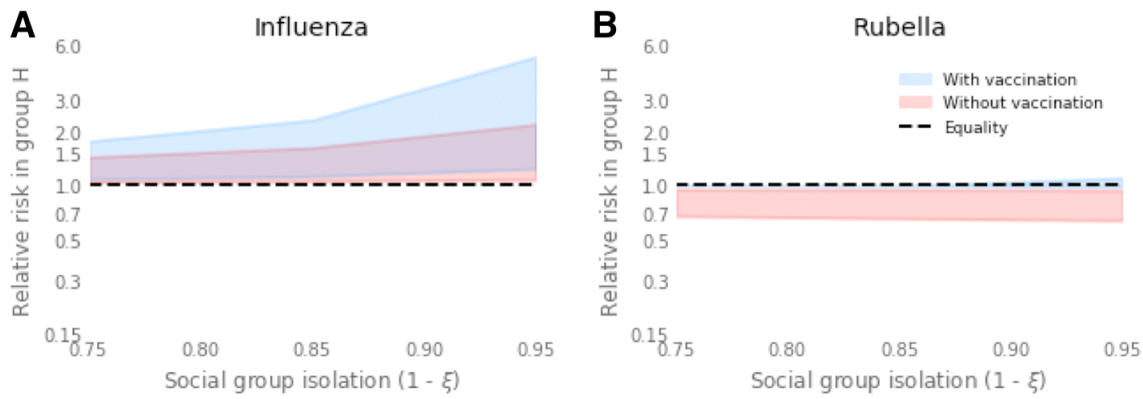 A
Influenza
Relative risk in group H
6.0
3.0
2.0
1.5
1.0
0.7
0.5
0.3
0.15
0.75
0.80
0.85
0.90
0.95
Social group isolation (1 - ξ)
B
Rubella
Relative risk in group H
6.0
3.0
2.0
1.5
1.0
0.7
0.5
0.3
0.15
With vaccination
Without vaccination
Equality
0.75
0.80
0.85
0.90
0.95
Social group isolation (1 - ξ)